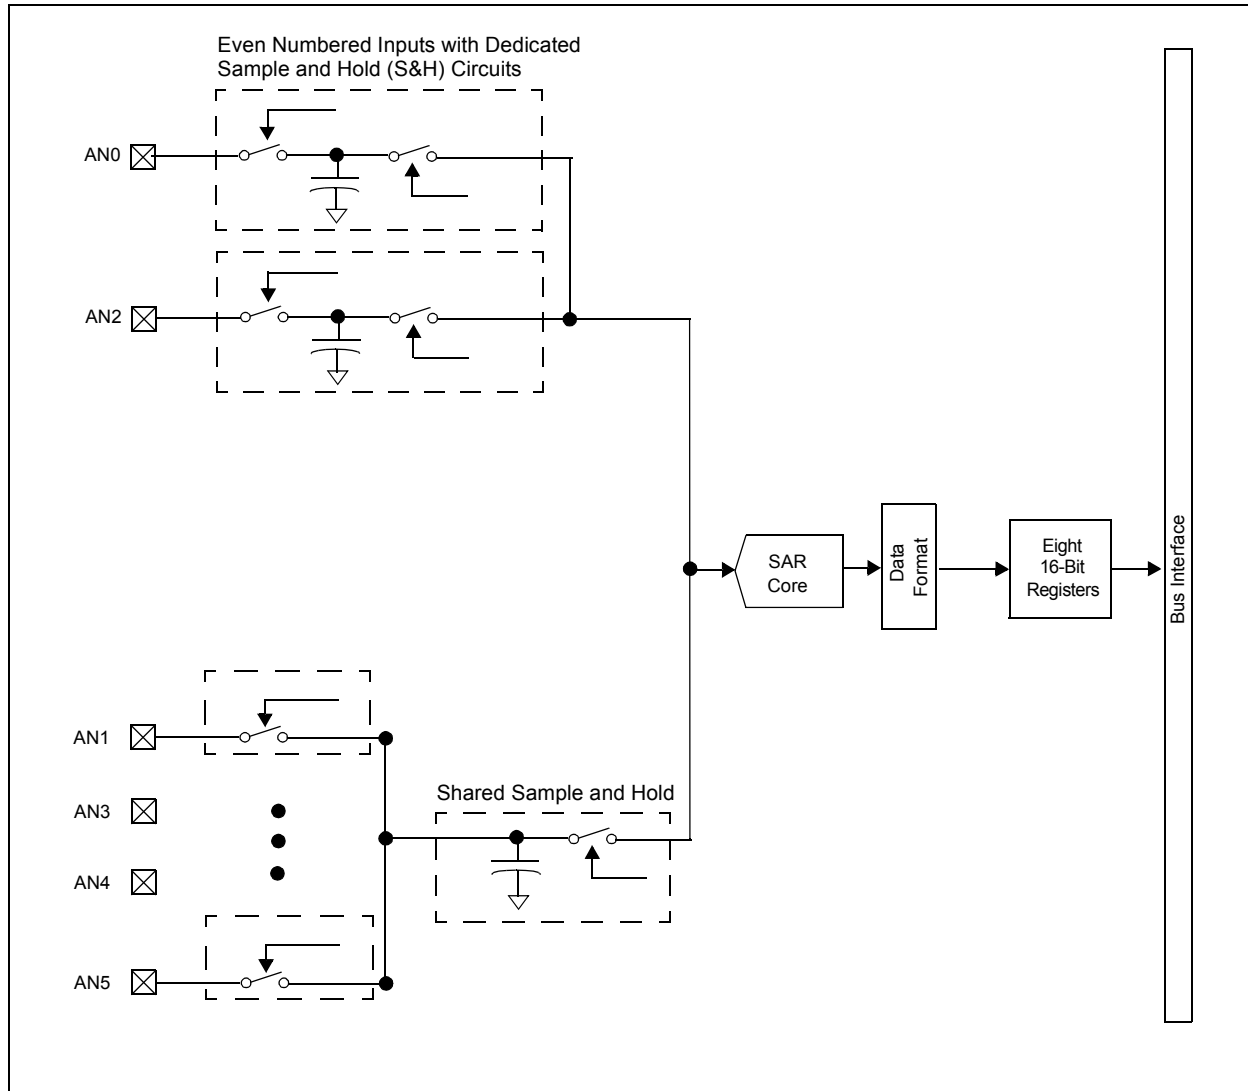 Even Numbered Inputs with Dedicated
Sample and Hold (S&H) Circuits
AN0
AN2
SAR
Core
Data
Format
Eight
16-Bit
Registers
Bus Interface
AN1
AN3
AN4
AN5
Shared Sample and Hold